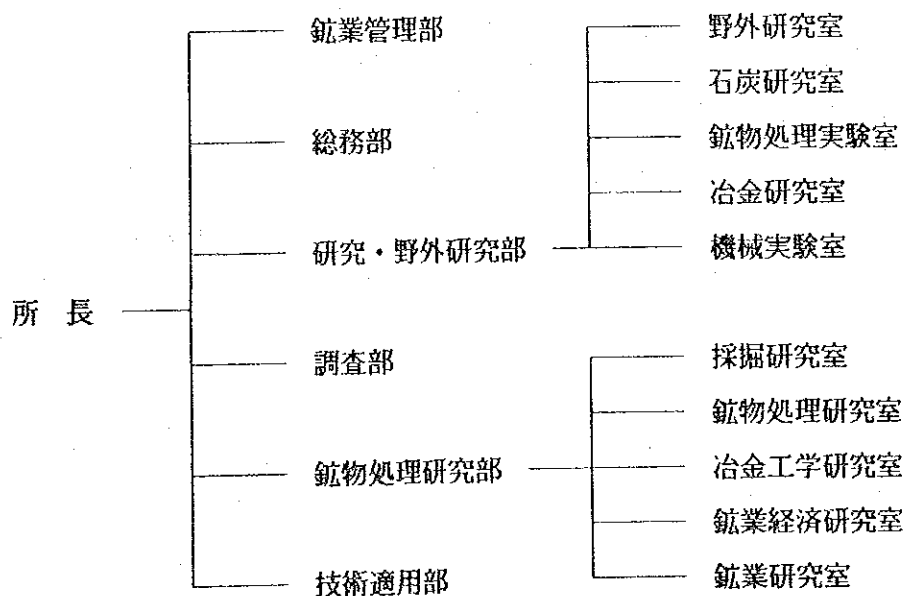 所 長
鉱業管理部
総務部
研究・野外研究部
野外研究室
石炭研究室
鉱物処理実験室
冶金研究室
機械実験室
調査部
鉱物処理研究部
採掘研究室
鉱物処理研究室
冶金工学研究室
鉱業経済研究室
鉱業研究室
技術適用部